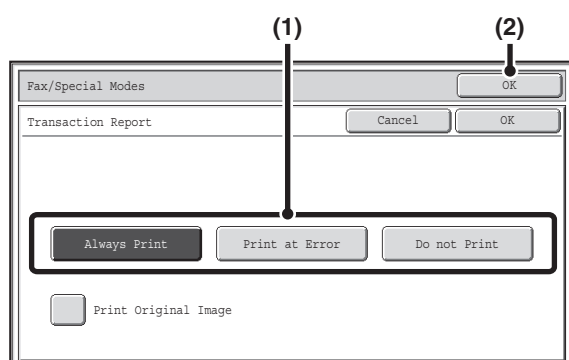 (1) (2)
Fax/Special Modes OK
Transaction Report Cancel OK
Always Print Print at Error Do not Print
Print Original Image